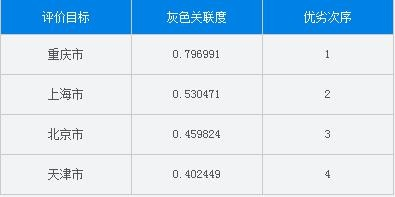 评价目标 灰色关联度 优劣次序
重庆市 0.796991 1
上海市 0.530471 2
北京市 0.459824 3
天津市 0.402449 4